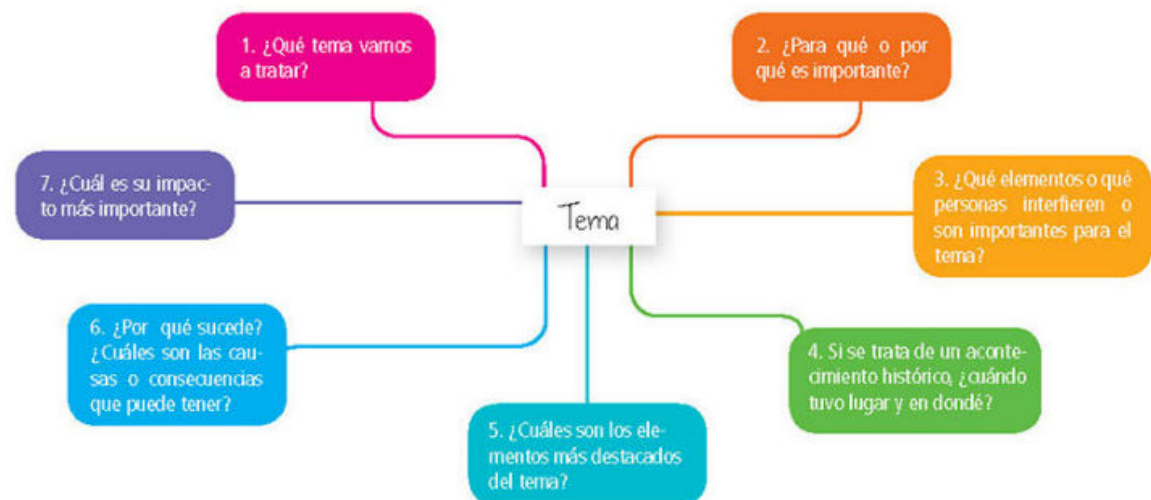 1. ¿Qué tema vamos
a tratar?
2. ¿Para qué o por
qué es importante?
7. ¿Cuál es su impac-
to más importante?
Tema
3. ¿Qué elementos o qué
personas interfieren o
son importantes para el
tema?
6. ¿Por qué sucede?
¿Cuáles son las cau-
sas o consecuencias
que puede tener?
4. Si se trata de un aconte-
cimiento histórico, ¿cuándo
tuvo lugar y en dondé?
5. ¿Cuáles son los ele-
mentos más destacados
del tema?